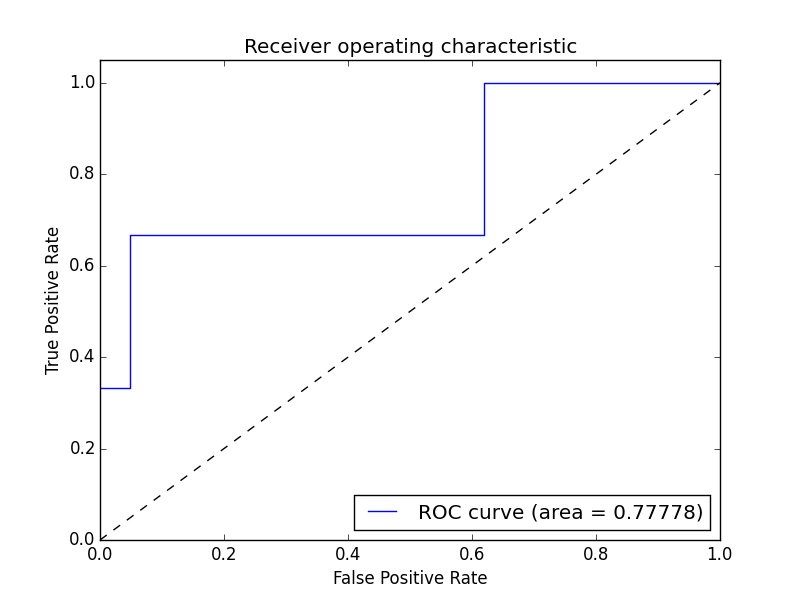 Receiver operating characteristic
1.0
0.8
0.6
0.4
0.2
0.0
True Positive Rate
ROC curve (area = 0.77778)
0.0 0.2 0.4 0.6 0.8 1.0
False Positive Rate